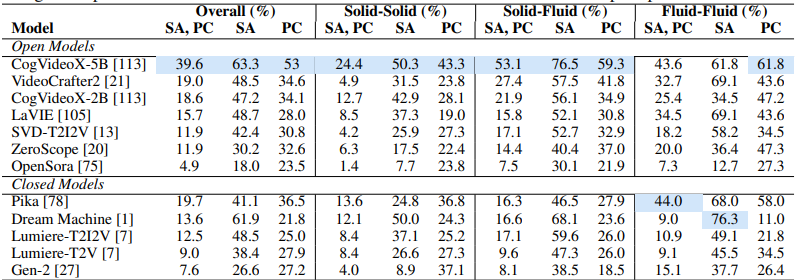 Overall (%) Solid-Solid (%) Solid-Fluid (%) Fluid-Fluid (%)
Model SA, PC SA PC SA, PC SA PC SA, PC SA PC SA, PC SA PC
Open Models
CogVideoX-5B [113] 39.6 63.3 53 24.4 50.3 43.3 53.1 76.5 59.3 43.6 61.8 61.8
VideoCrafter2 [21] 19.0 48.5 34.6 4.9 31.5 23.8 27.4 57.5 41.8 32.7 69.1 43.6
CogVideoX-2B [113] 18.6 47.2 34.1 12.7 42.9 28.1 21.9 56.1 34.9 25.4 34.5 47.2
LaVIE [105] 15.7 48.7 28.0 8.5 37.3 19.0 15.8 52.1 30.8 34.5 69.1 43.6
SVD-T2I2V [13] 11.9 42.4 30.8 4.2 25.9 27.3 17.1 52.7 32.9 18.2 58.2 34.5
ZeroScope [20] 11.9 30.2 32.6 6.3 17.5 22.4 14.4 40.4 37.0 20.0 36.4 47.3
OpenSora [75] 4.9 18.0 23.5 1.4 7.7 23.8 7.5 30.1 21.9 7.3 12.7 27.3
Closed Models
Pika [78] 19.7 41.1 36.5 13.6 24.8 36.8 16.3 46.5 27.9 44.0 68.0 58.0
Dream Machine [1] 13.6 61.9 21.8 12.1 50.0 24.3 16.6 68.1 23.6 9.0 76.3 11.0
Lumiere-T2I2V [7] 12.5 48.5 25.0 8.4 37.1 25.2 17.1 59.6 26.0 10.9 49.1 21.8
Lumiere-T2V [7] 9.0 38.4 27.9 8.4 26.6 27.3 9.6 47.3 26.0 9.1 45.5 34.5
Gen-2 [27] 7.6 26.6 27.2 4.0 8.9 37.1 8.1 38.5 18.5 15.1 37.7 26.4